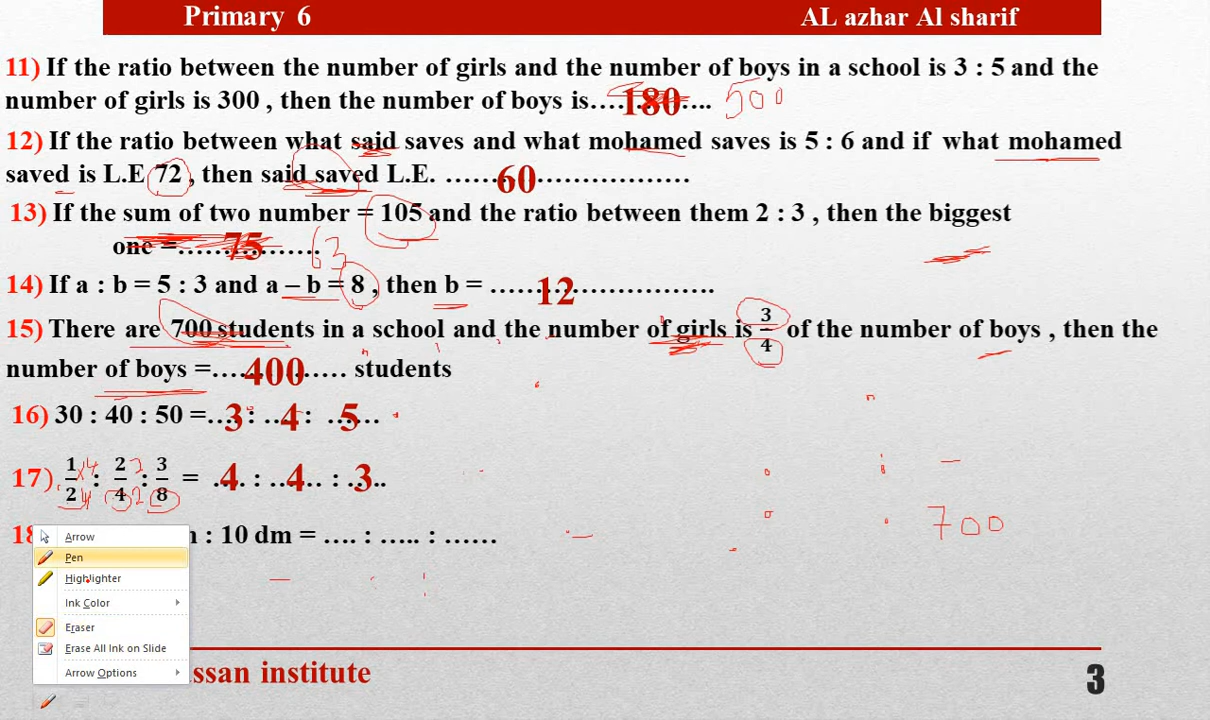 Primary 6
AL azhar Al sharif
11) If the ratio between the number of girls and the number of boys in a school is 3 : 5 and the
number of girls is 300 , then the number of boys is….180….. 500
12) If the ratio between what said saves and what mohamed saves is 5 : 6 and if what mohamed
saved is L.E 72 , then said saved L.E. ……60……………………
13) If the sum of two number = 105 and the ratio between them 2 : 3 , then the biggest
one =……75……… 63
14) If a : b = 5 : 3 and a – b = 8 , then b = ……12…………………
15) There are 700 students in a school and the number of girls is 3/4 of the number of boys , then the
number of boys =….400…… students
16) 30 : 40 : 50 =…3 : …4 : …5…
17) 1/2 ×4/4 : 2/4 2/2 : 3/8 = ..4. : …4.. : .3..
700
18 : 10 dm = …. : ….. : ……
Arrow
Pen
Highlighter
Ink Color
Eraser
Erase All Ink on Slide
Arrow Options
ssan institute
3